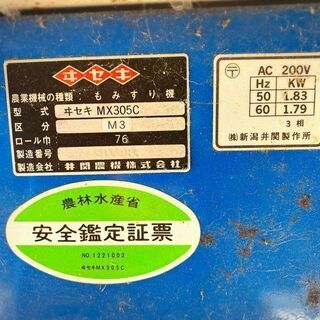 ヰセキ
農業機械の種類：もみすり機
型式 ヰセキ MX305C
区分 M3
ロール巾 76
製造番号
製造会社 井関農機株式会社
〒 AC 200V
Hz KW
50 1.83
60 1.79
3 相
㈱新潟井関製作所
農林水産省
安全鑑定証票
NO.1221003
ヰセキMX305C